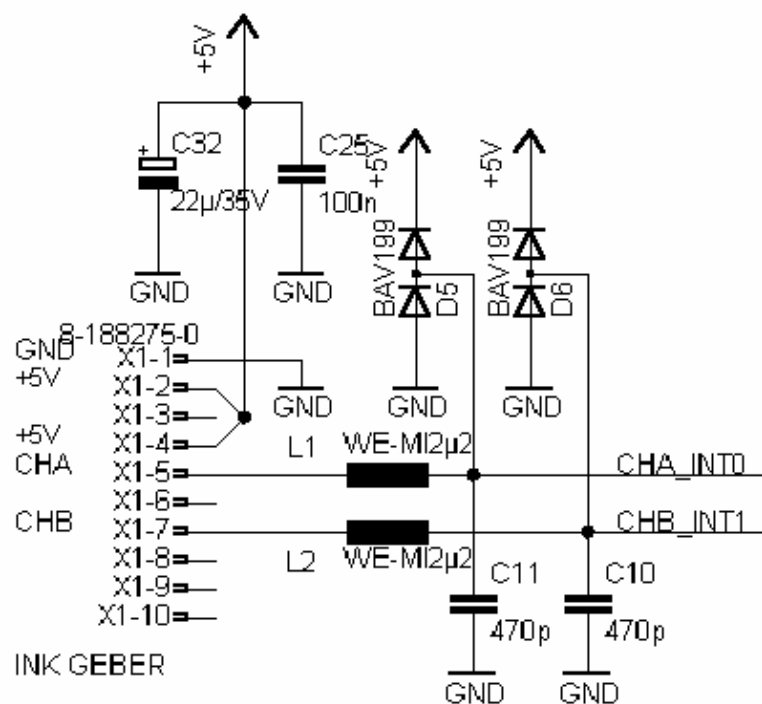 +5V
C32
22µ/35V
C25
100n
GND
GND
+5V
BAV199
D5
GND
+5V
BAV199
D6
GND
8-188275-0
GND
X1-1
+5V
X1-2
X1-3
+5V
X1-4
CHA
X1-5
X1-6
CHB
X1-7
X1-8
X1-9
X1-10
GND
L1
WE-MI2µ2
CHA_INT0
L2
WE-MI2µ2
CHB_INT1
C11
470p
GND
C10
470p
GND
INK GEBER